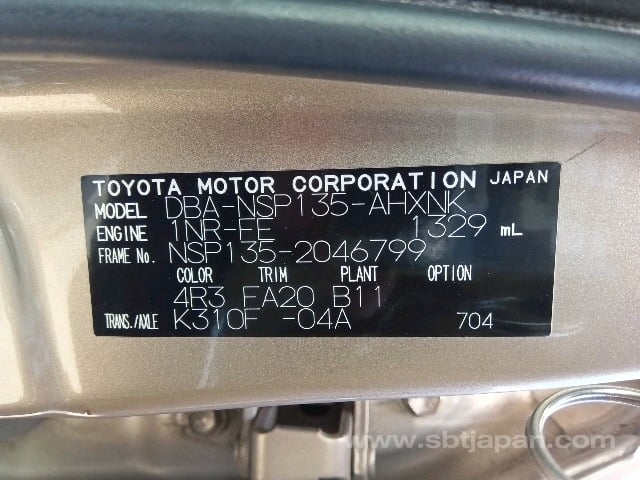 TOYOTA MOTOR CORPORATION JAPAN
MODEL DBA-NSP135-AHXNK
ENGINE 1NR-EE 1329 mL
FRAME No. NSP135-2046799
COLOR TRIM PLANT OPTION
4R3 FA20 B11
TRANS./AXLE K310F -04A 704
www.sbtjapan.com